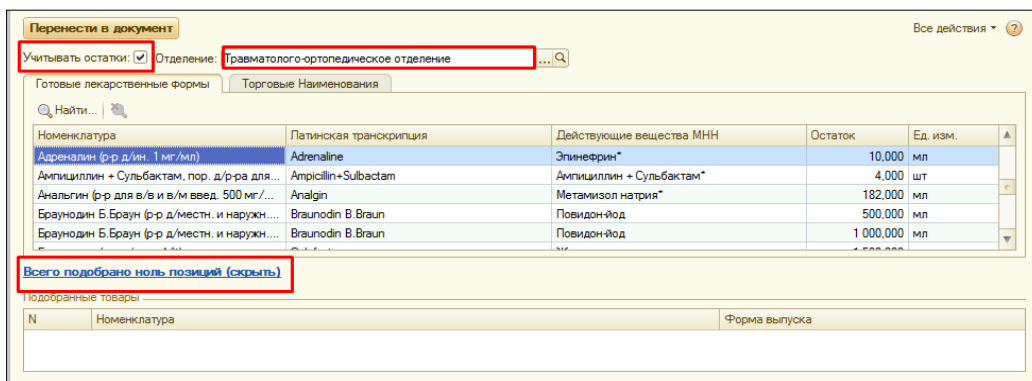 Перенести в документ Все действия
Учитывать остатки: Отделение: Травматолого-ортопедическое отделение ...
Готовые лекарственные формы Торговые Наименования
Найти...
Номенклатура Латинская транскрипция Действующие вещества МНН Остаток Ед. изм.
Адреналин (р-р д/ин. 1 мг/мл) Adrenaline Эпинефрин* 10,000 мл
Ампициллин + Сульбактам, пор. д/р-ра для... Ampicillin+Sulbactam Ампициллин + Сульбактам* 4,000 шт
Анальгин (р-р для в/в и в/м введ. 500 мг/... Analgin Метамизол натрия* 182,000 мл
Браунодин Б.Браун (р-р д/местн. и наружн.... Braunodin B.Braun Повидон-йод 500,000 мл
Браунодин Б.Браун (р-р д/местн. и наружн.... Braunodin B.Braun Повидон-йод 1 000,000 мл
Всего подобрано ноль позиций (скрыть)
Подобранные товары
N Номенклатура Форма выпуска